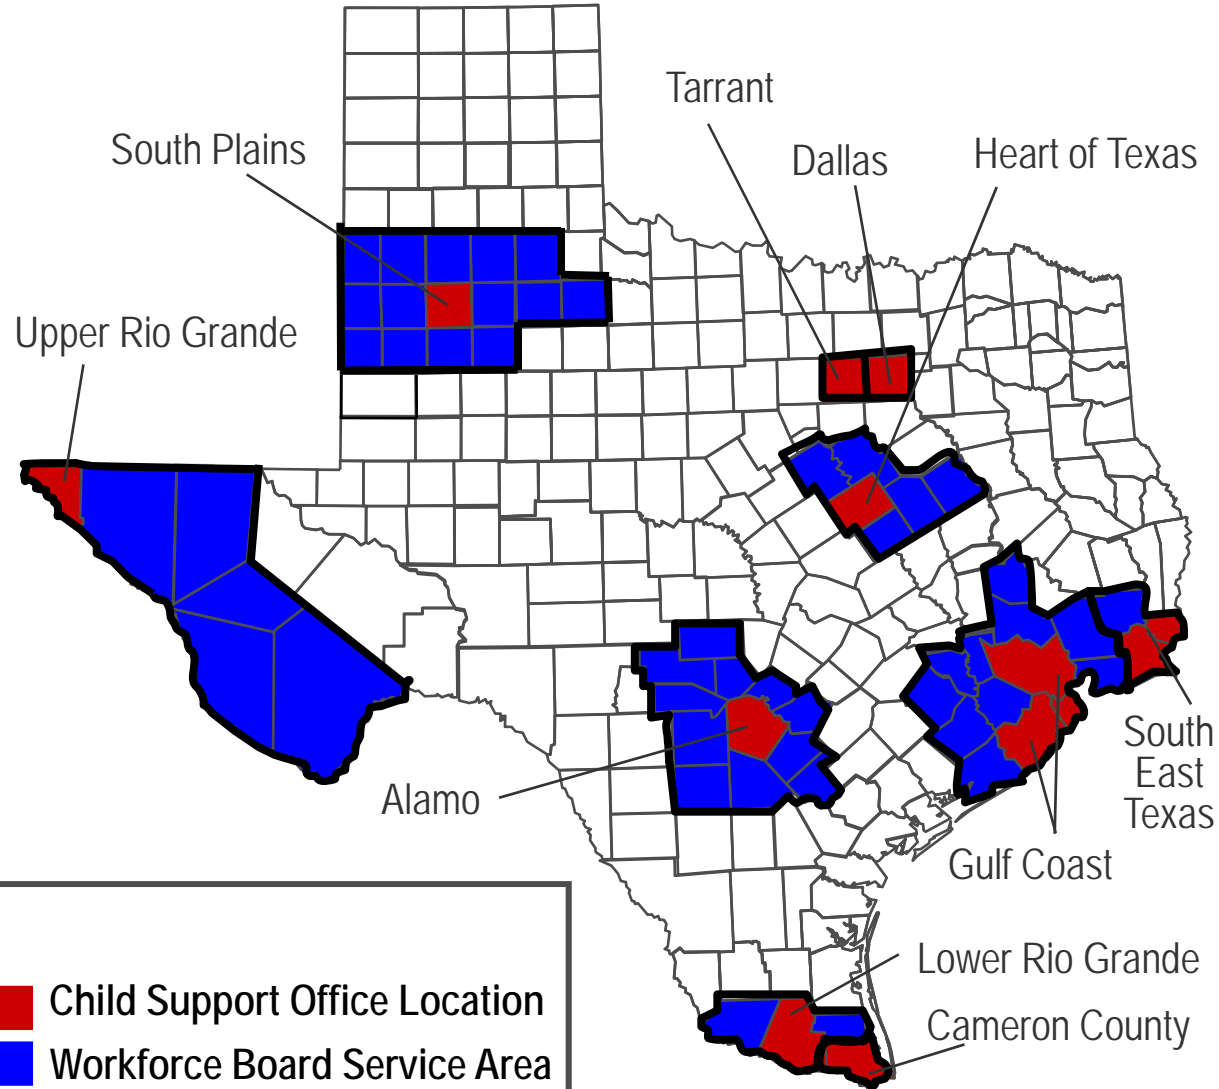 Tarrant
South Plains
Dallas
Heart of Texas
Upper Rio Grande
South
East
Texas
Alamo
Gulf Coast
Lower Rio Grande
Cameron County
Child Support Office Location
Workforce Board Service Area